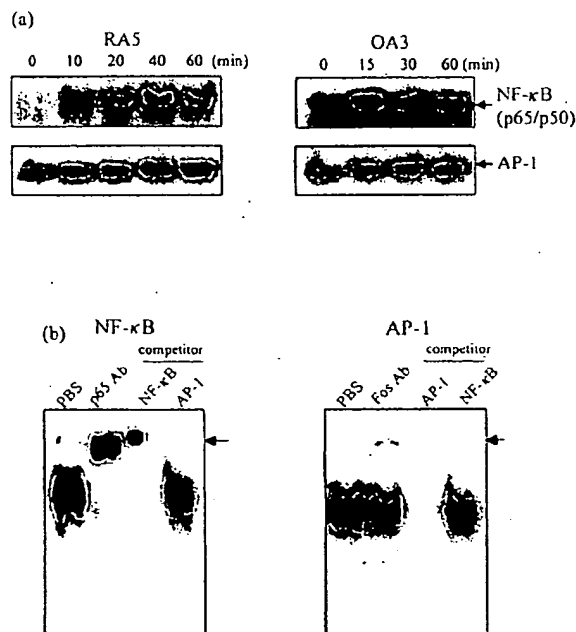 (a)
RA5
0 10 20 40 60 (min)
OA3
0 15 30 60 (min)
NF-κB
(p65/p50)
AP-1
(b)
NF-κB
competitor
PBS
p65 Ab
NF-κB
AP-1
AP-1
competitor
PBS
Fos Ab
AP-1
NF-κB